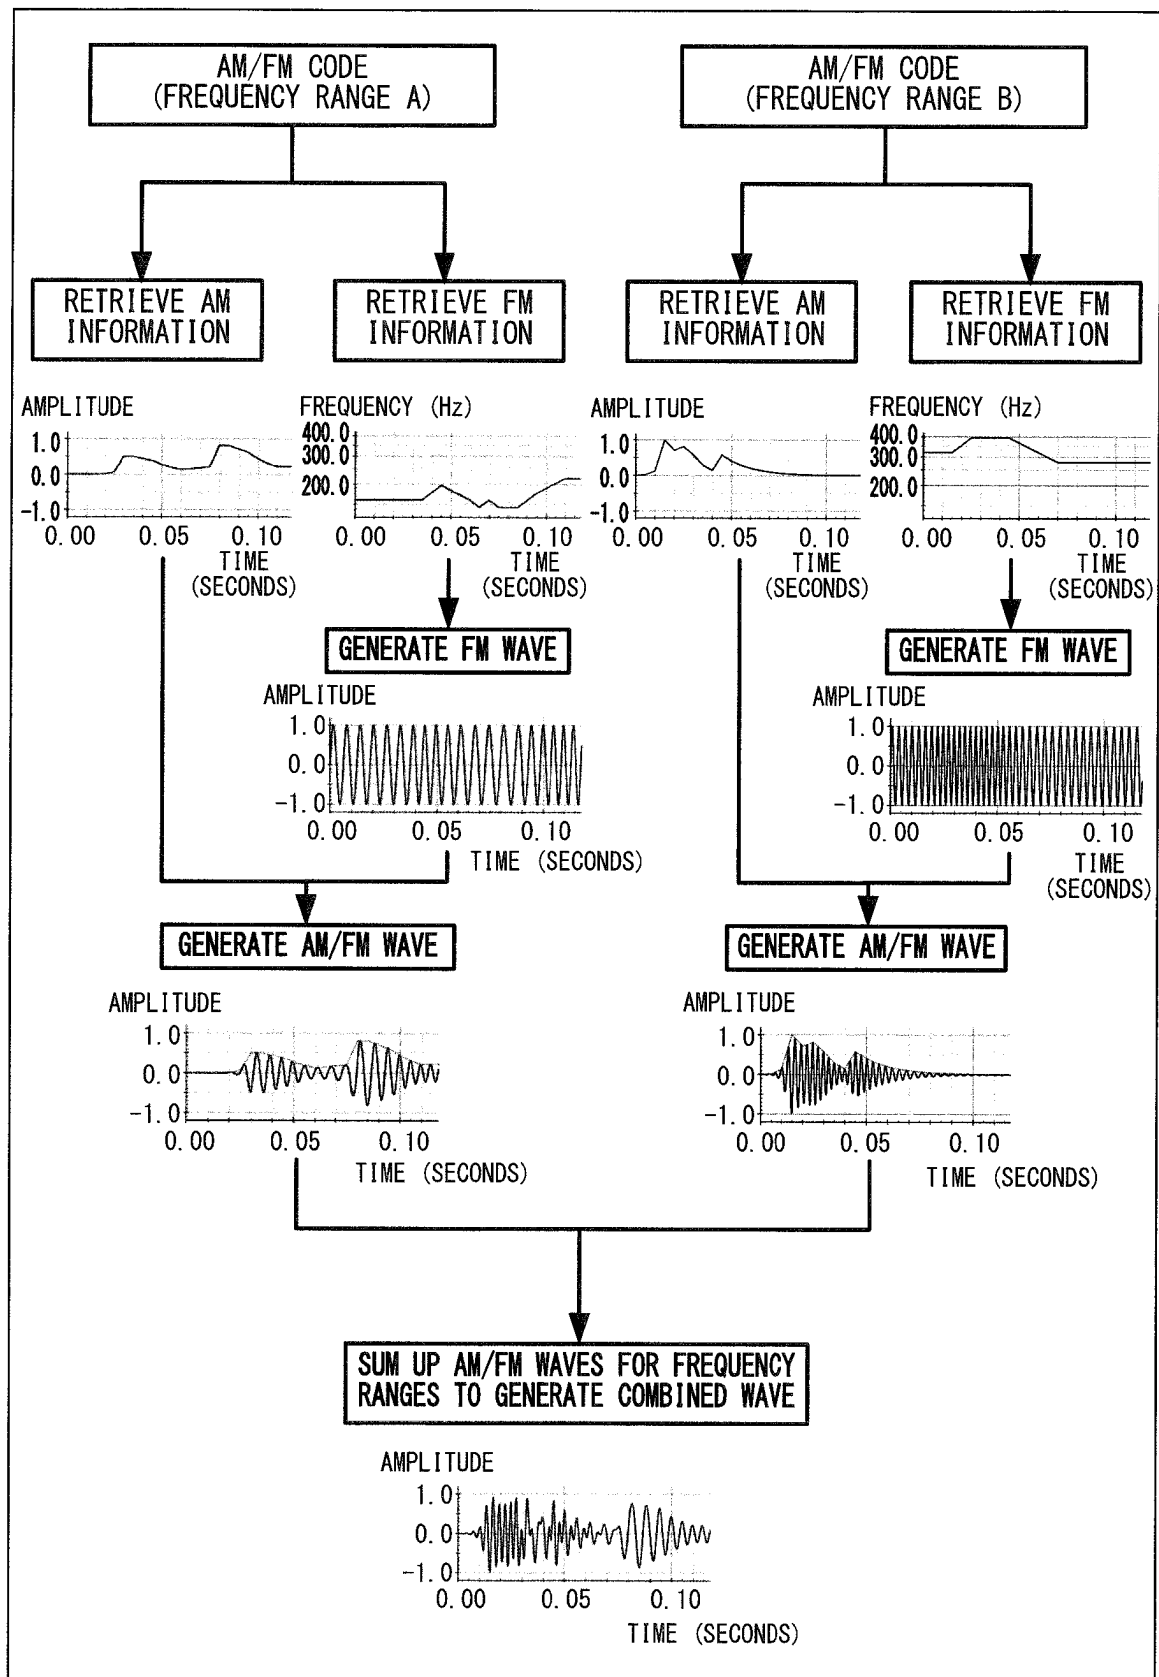 AM/FM CODE
(FREQUENCY RANGE A)
AM/FM CODE
(FREQUENCY RANGE B)
RETRIEVE AM
INFORMATION
RETRIEVE FM
INFORMATION
RETRIEVE AM
INFORMATION
RETRIEVE FM
INFORMATION
AMPLITUDE
1.0
0.0
-1.0
0.00 0.05 0.10
TIME
(SECONDS)
FREQUENCY (Hz)
400.0
300.0
200.0
0.00 0.05 0.10
TIME
(SECONDS)
AMPLITUDE
1.0
0.0
-1.0
0.00 0.05 0.10
TIME
(SECONDS)
FREQUENCY (Hz)
400.0
300.0
200.0
0.00 0.05 0.10
TIME
(SECONDS)
GENERATE FM WAVE
AMPLITUDE
1.0
0.0
-1.0
0.00 0.05 0.10
TIME (SECONDS)
GENERATE FM WAVE
AMPLITUDE
1.0
0.0
-1.0
0.00 0.05 0.10
TIME
(SECONDS)
GENERATE AM/FM WAVE
AMPLITUDE
1.0
0.0
-1.0
0.00 0.05 0.10
TIME (SECONDS)
GENERATE AM/FM WAVE
AMPLITUDE
1.0
0.0
-1.0
0.00 0.05 0.10
TIME (SECONDS)
SUM UP AM/FM WAVES FOR FREQUENCY
RANGES TO GENERATE COMBINED WAVE
AMPLITUDE
1.0
0.0
-1.0
0.00 0.05 0.10
TIME (SECONDS)